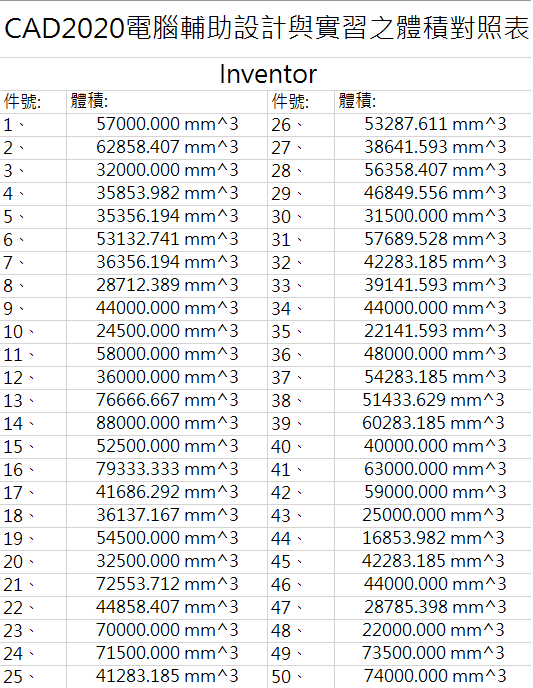 CAD2020電腦輔助設計與實習之體積對照表
Inventor
件號: 體積: 件號: 體積:
1、 57000.000 mm^3 26、 53287.611 mm^3
2、 62858.407 mm^3 27、 38641.593 mm^3
3、 32000.000 mm^3 28、 56358.407 mm^3
4、 35853.982 mm^3 29、 46849.556 mm^3
5、 35356.194 mm^3 30、 31500.000 mm^3
6、 53132.741 mm^3 31、 57689.528 mm^3
7、 36356.194 mm^3 32、 42283.185 mm^3
8、 28712.389 mm^3 33、 39141.593 mm^3
9、 44000.000 mm^3 34、 44000.000 mm^3
10、 24500.000 mm^3 35、 22141.593 mm^3
11、 58000.000 mm^3 36、 48000.000 mm^3
12、 36000.000 mm^3 37、 54283.185 mm^3
13、 76666.667 mm^3 38、 51433.629 mm^3
14、 88000.000 mm^3 39、 60283.185 mm^3
15、 52500.000 mm^3 40、 40000.000 mm^3
16、 79333.333 mm^3 41、 63000.000 mm^3
17、 41686.292 mm^3 42、 59000.000 mm^3
18、 36137.167 mm^3 43、 25000.000 mm^3
19、 54500.000 mm^3 44、 16853.982 mm^3
20、 32500.000 mm^3 45、 42283.185 mm^3
21、 72553.712 mm^3 46、 44000.000 mm^3
22、 44858.407 mm^3 47、 28785.398 mm^3
23、 70000.000 mm^3 48、 22000.000 mm^3
24、 71500.000 mm^3 49、 73500.000 mm^3
25、 41283.185 mm^3 50、 74000.000 mm^3